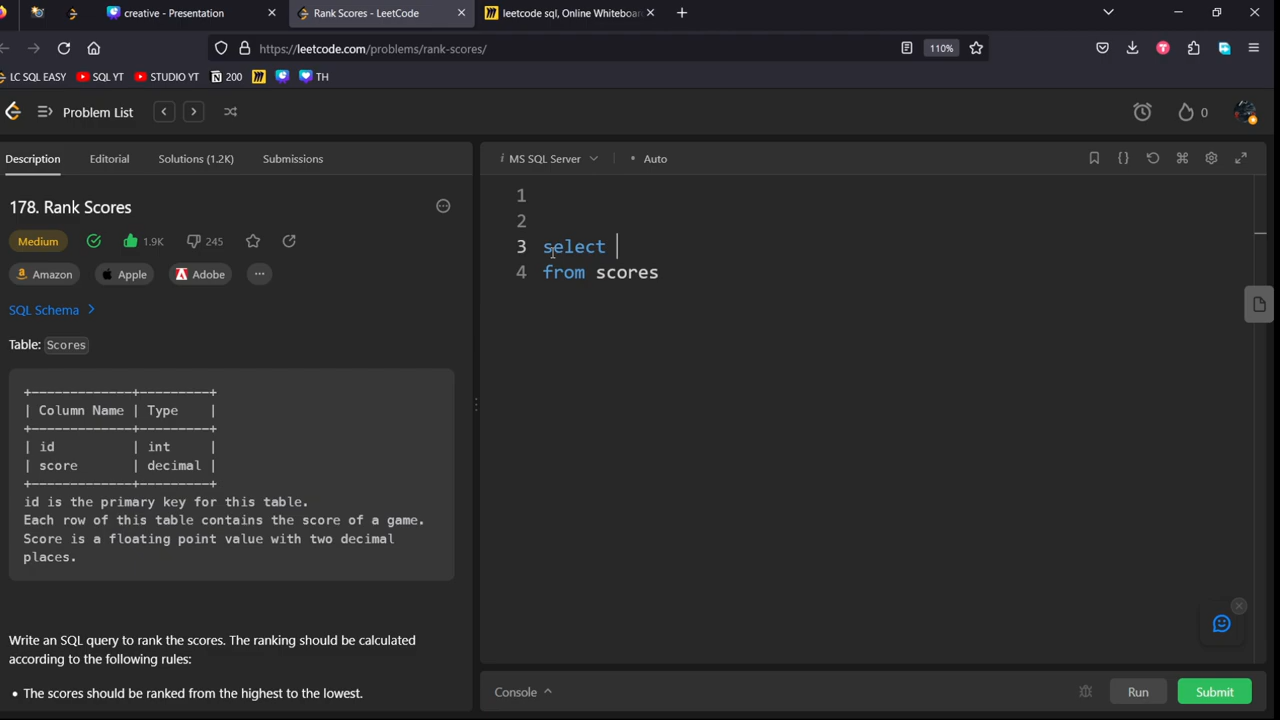 creative - Presentation
Rank Scores - LeetCode
leetcode sql, Online Whiteboard
https://leetcode.com/problems/rank-scores/
110%
LC SQL EASY
SQL YT
STUDIO YT
200
TH
Problem List
0
Description
Editorial
Solutions (1.2K)
Submissions
178. Rank Scores
Medium
1.9K
245
Amazon
Apple
Adobe
SQL Schema
Table: Scores
+-------------+---------+
| Column Name | Type    |
+-------------+---------+
| id          | int     |
| score       | decimal |
+-------------+---------+
id is the primary key for this table.
Each row of this table contains the score of a game.
Score is a floating point value with two decimal
places.
Write an SQL query to rank the scores. The ranking should be calculated
according to the following rules:
• The scores should be ranked from the highest to the lowest.
i MS SQL Server
• Auto
1
2
3 select
4 from scores
Console
Run
Submit